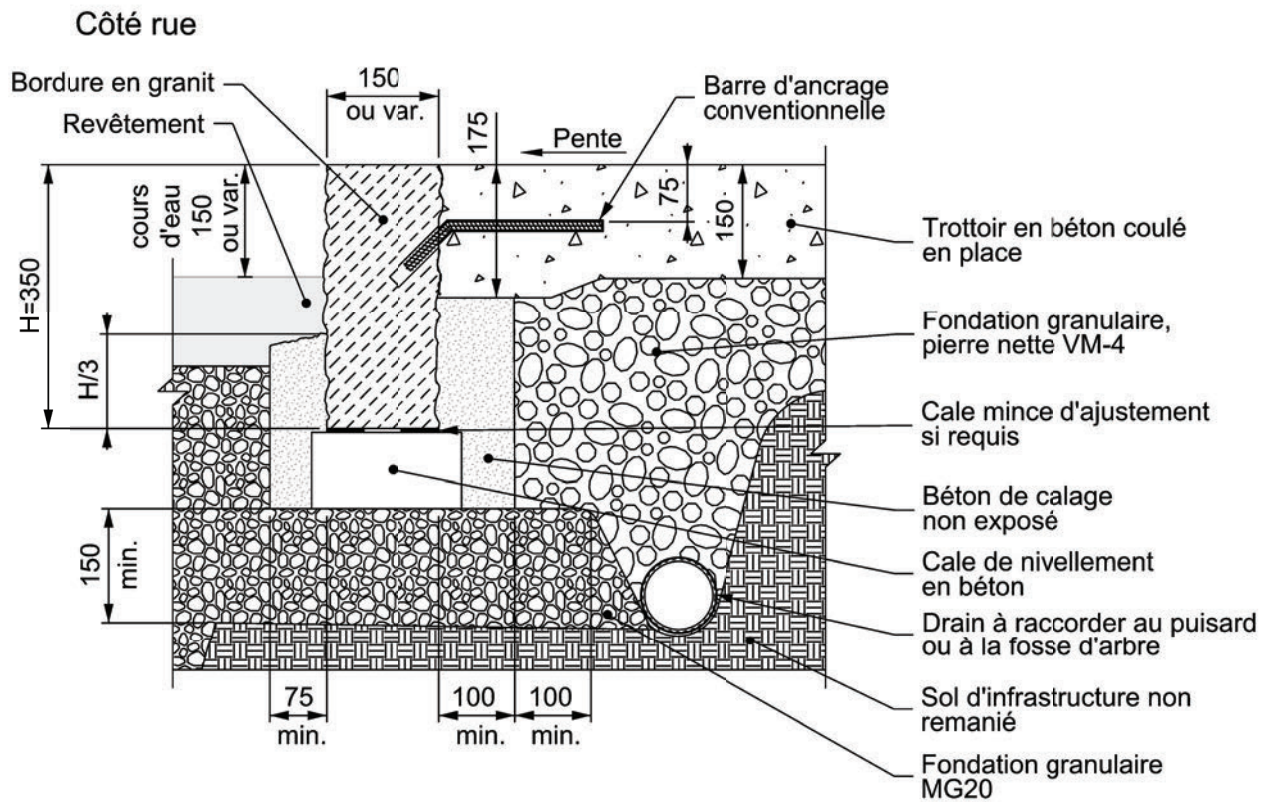 Côté rue
Bordure en granit
Revêtement
150
ou var.
175
Pente
Barre d'ancrage
conventionnelle
75
150
cours
d'eau
150
ou var.
H=350
H/3
150
min.
75
min.
100
min.
100
min.
Trottoir en béton coulé
en place
Fondation granulaire,
pierre nette VM-4
Cale mince d'ajustement
si requis
Béton de calage
non exposé
Cale de nivellement
en béton
Drain à raccorder au puisard
ou à la fosse d'arbre
Sol d'infrastructure non
remanié
Fondation granulaire
MG20